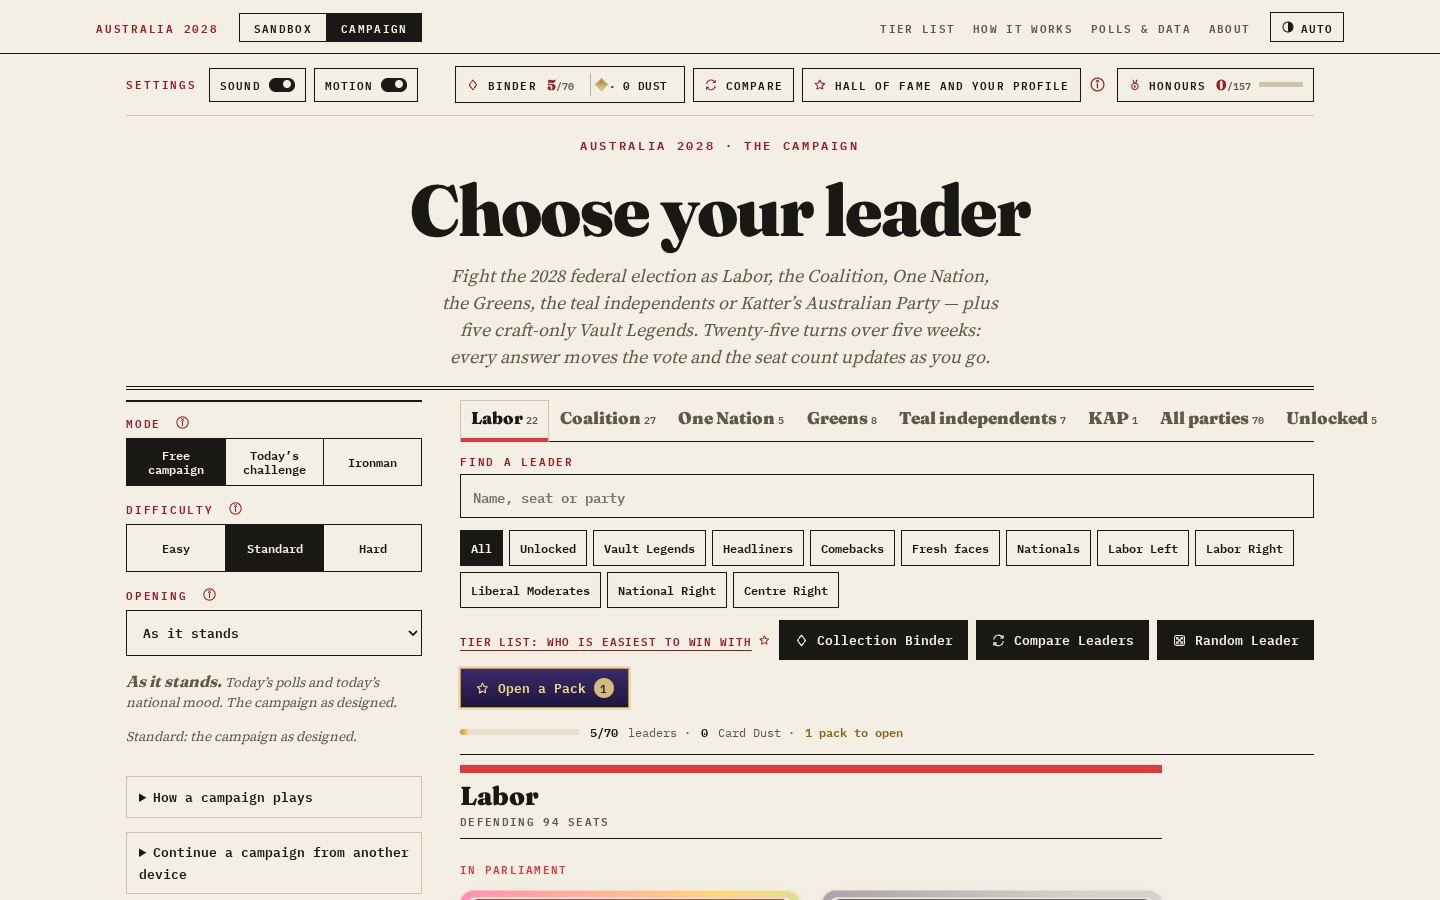 AUSTRALIA 2028 SANDBOX CAMPAIGN TIER LIST HOW IT WORKS POLLS & DATA ABOUT AUTO
SETTINGS SOUND MOTION BINDER 5/70 · 0 DUST COMPARE HALL OF FAME AND YOUR PROFILE HONOURS 0/157
AUSTRALIA 2028 · THE CAMPAIGN
Choose your leader
Fight the 2028 federal election as Labor, the Coalition, One Nation,
the Greens, the teal independents or Katter's Australian Party — plus
five craft-only Vault Legends. Twenty-five turns over five weeks:
every answer moves the vote and the seat count updates as you go.
MODE
Free campaign Today's challenge Ironman
DIFFICULTY
Easy Standard Hard
OPENING
As it stands
As it stands. Today's polls and today's
national mood. The campaign as designed.
Standard: the campaign as designed.
How a campaign plays
Continue a campaign from another
device
Labor 22 Coalition 27 One Nation 5 Greens 8 Teal independents 7 KAP 1 All parties 70 Unlocked 5
FIND A LEADER
Name, seat or party
All Unlocked Vault Legends Headliners Comebacks Fresh faces Nationals Labor Left Labor Right
Liberal Moderates National Right Centre Right
TIER LIST: WHO IS EASIEST TO WIN WITH Collection Binder Compare Leaders Random Leader
Open a Pack 1
5/70 leaders · 0 Card Dust · 1 pack to open
Labor
DEFENDING 94 SEATS
IN PARLIAMENT